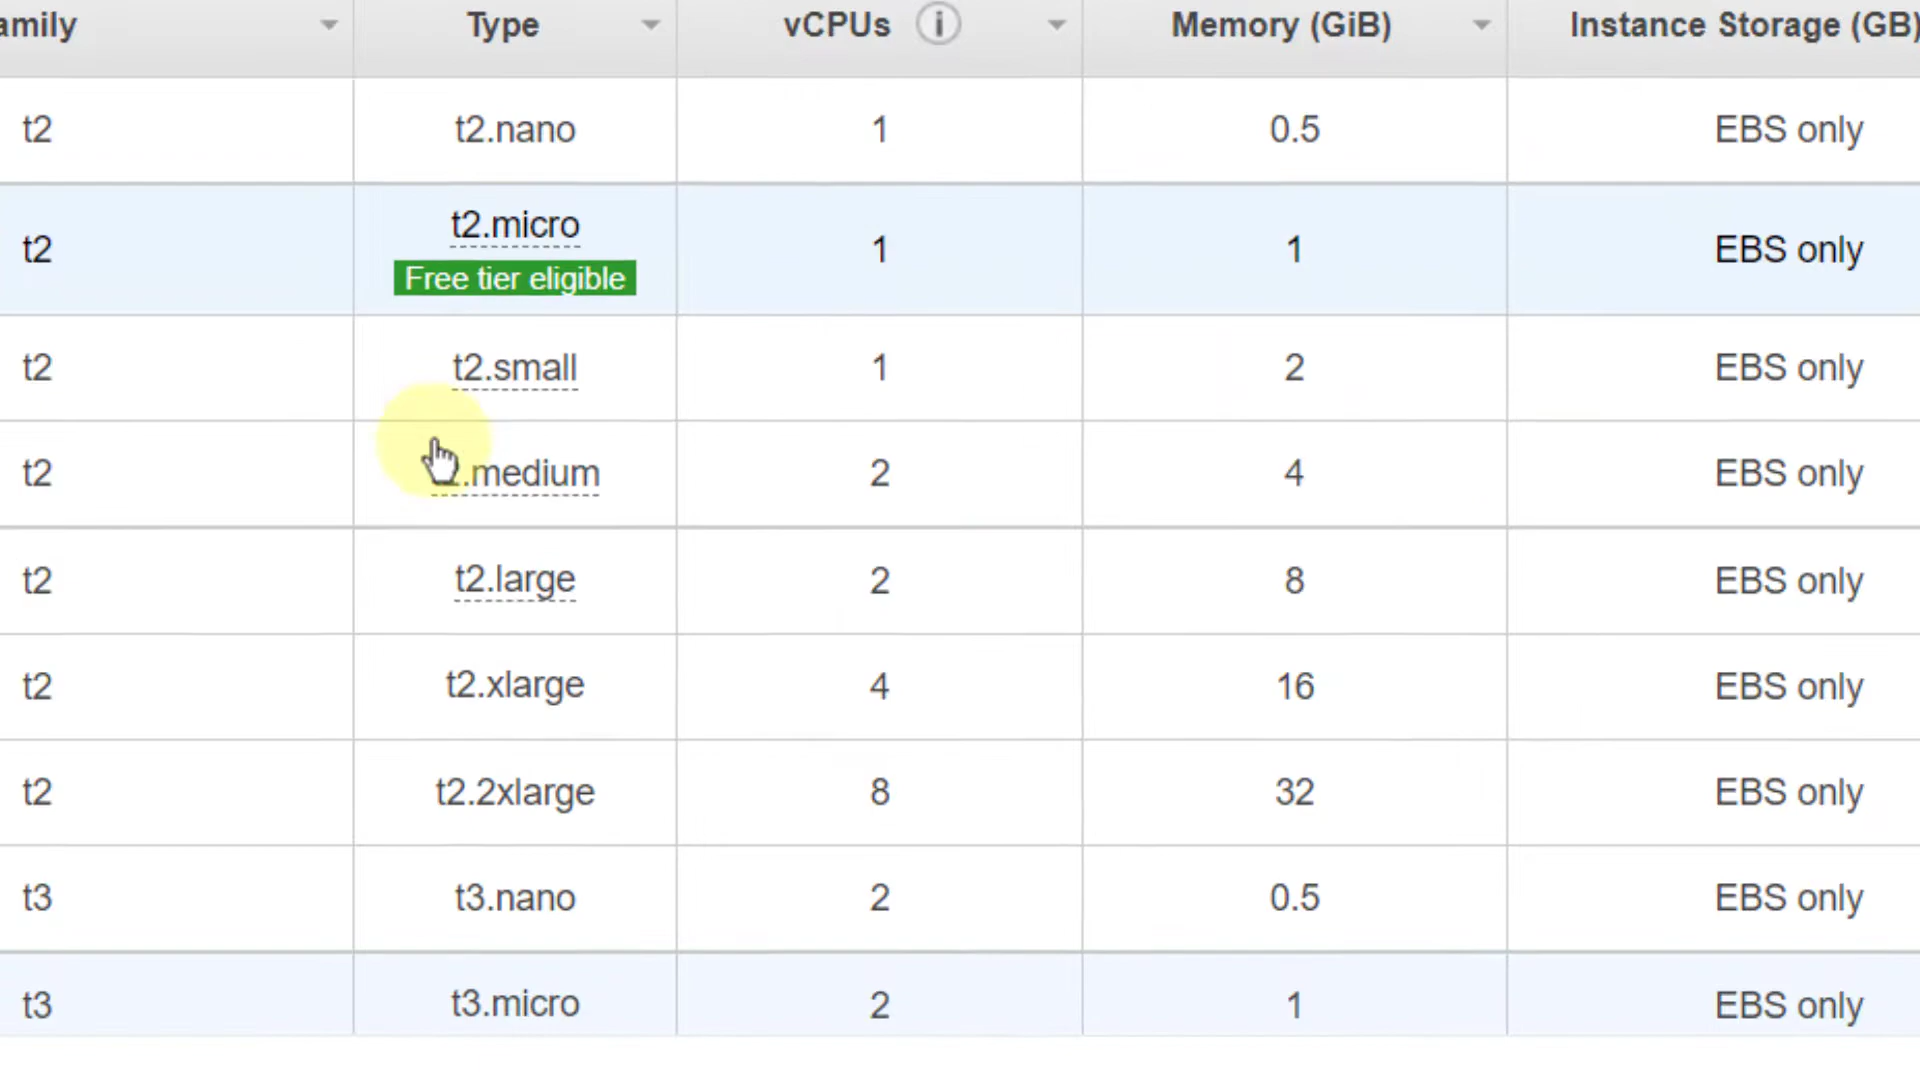 amily Type vCPUs i Memory (GiB) Instance Storage (GB)
t2 t2.nano 1 0.5 EBS only
t2 t2.micro 1 1 EBS only
Free tier eligible
t2 t2.small 1 2 EBS only
t2 .medium 2 4 EBS only
t2 t2.large 2 8 EBS only
t2 t2.xlarge 4 16 EBS only
t2 t2.2xlarge 8 32 EBS only
t3 t3.nano 2 0.5 EBS only
t3 t3.micro 2 1 EBS only